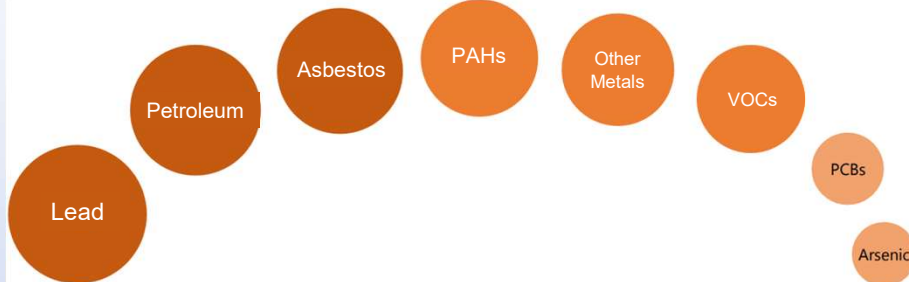 Lead
Petroleum
Asbestos
PAHs
Other
Metals
VOCs
PCBs
Arsenic